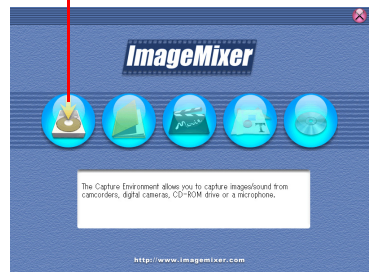 ImageMixer
Movie
T
The Capture Environment allows you to capture images/sound from
camcorders, digital cameras, CD-ROM drive or a microphone.
http://www.imagemixer.com